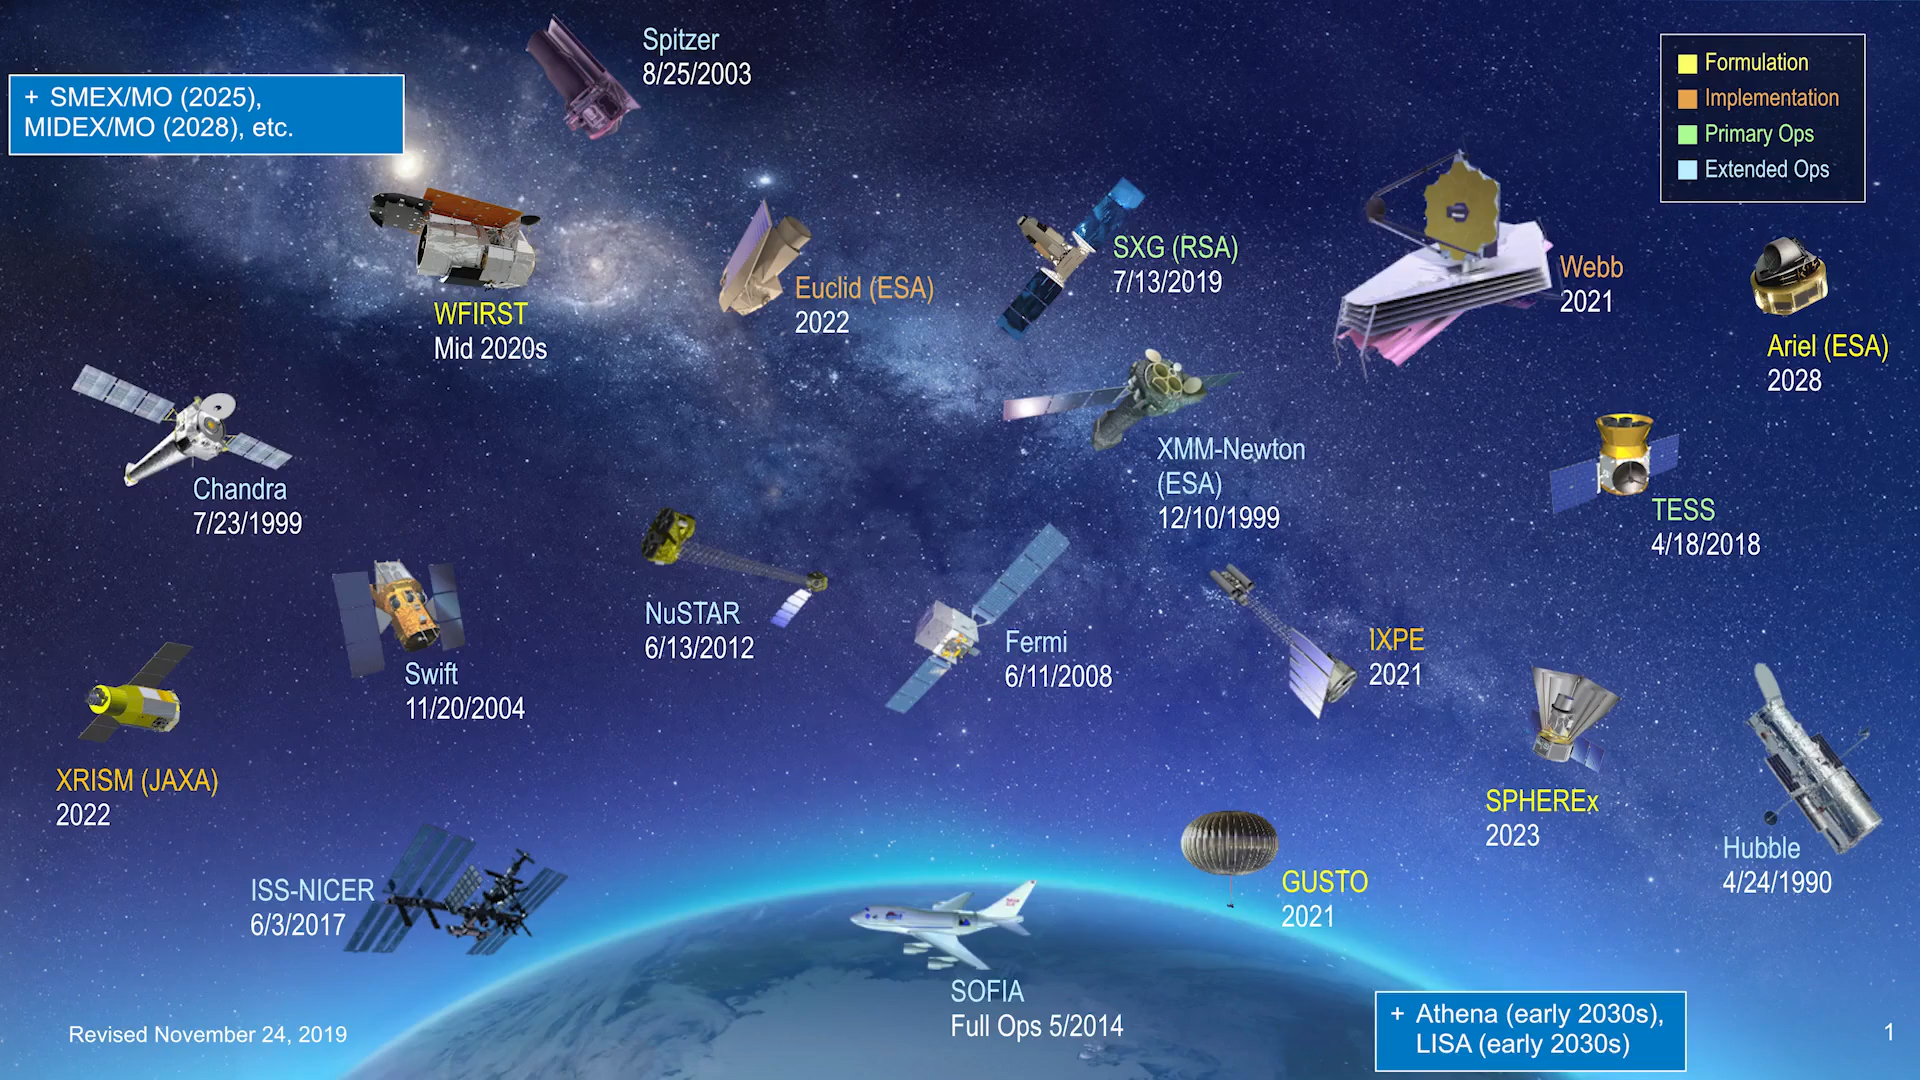 Spitzer
8/25/2003
+ SMEX/MO (2025),
MIDEX/MO (2028), etc.
Formulation
Implementation
Primary Ops
Extended Ops
WFIRST
Mid 2020s
Euclid (ESA)
2022
SXG (RSA)
7/13/2019
Webb
2021
Ariel (ESA)
2028
Chandra
7/23/1999
XMM-Newton
(ESA)
12/10/1999
TESS
4/18/2018
Swift
11/20/2004
NuSTAR
6/13/2012
Fermi
6/11/2008
IXPE
2021
XRISM (JAXA)
2022
SPHEREx
2023
Hubble
4/24/1990
ISS-NICER
6/3/2017
GUSTO
2021
SOFIA
Full Ops 5/2014
+ Athena (early 2030s),
LISA (early 2030s)
Revised November 24, 2019
1